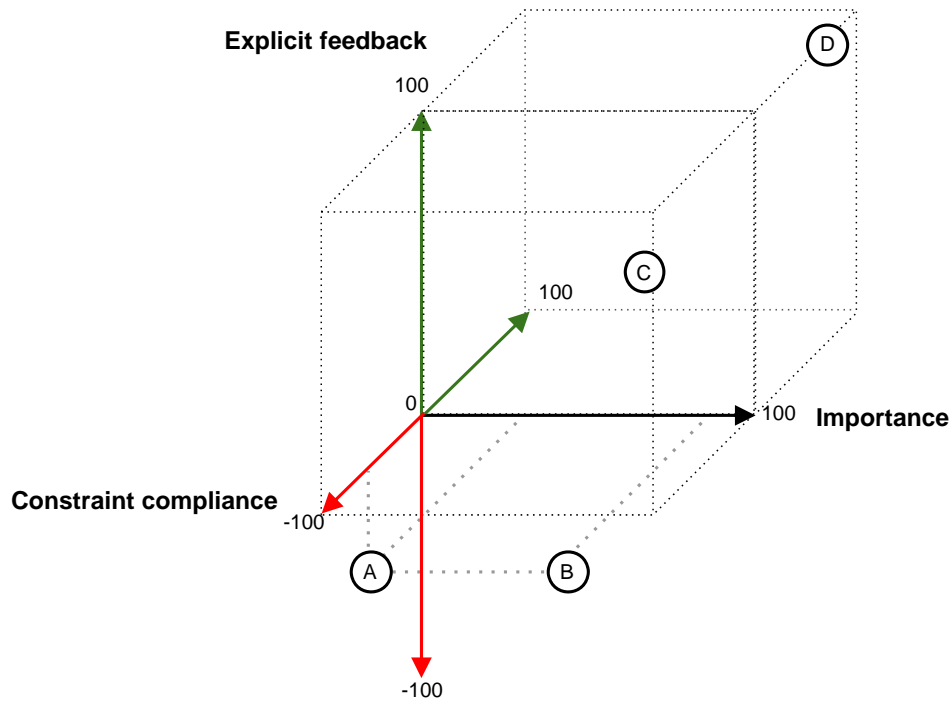 D
Explicit feedback
100
C
100
0
100
Importance
Constraint compliance
-100
A
B
-100